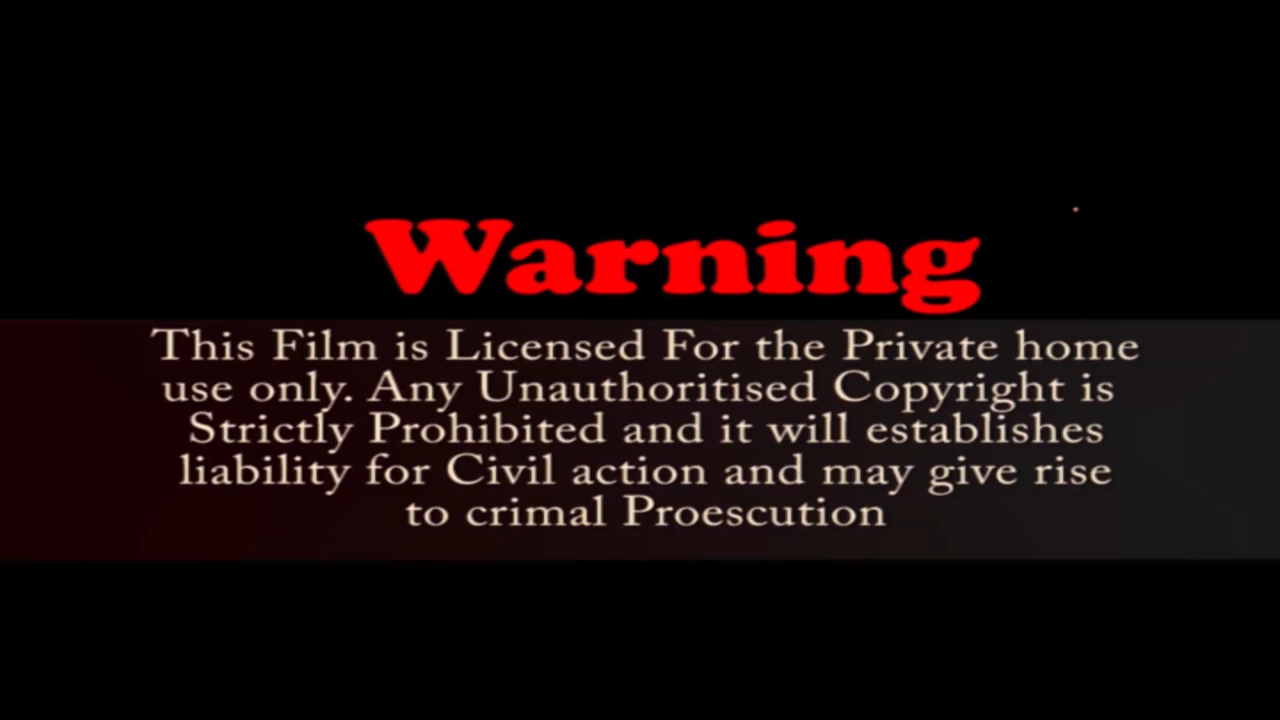 Warning
This Film is Licensed For the Private home
use only. Any Unauthoritised Copyright is
Strictly Prohibited and it will establishes
liability for Civil action and may give rise
to crimal Proescution